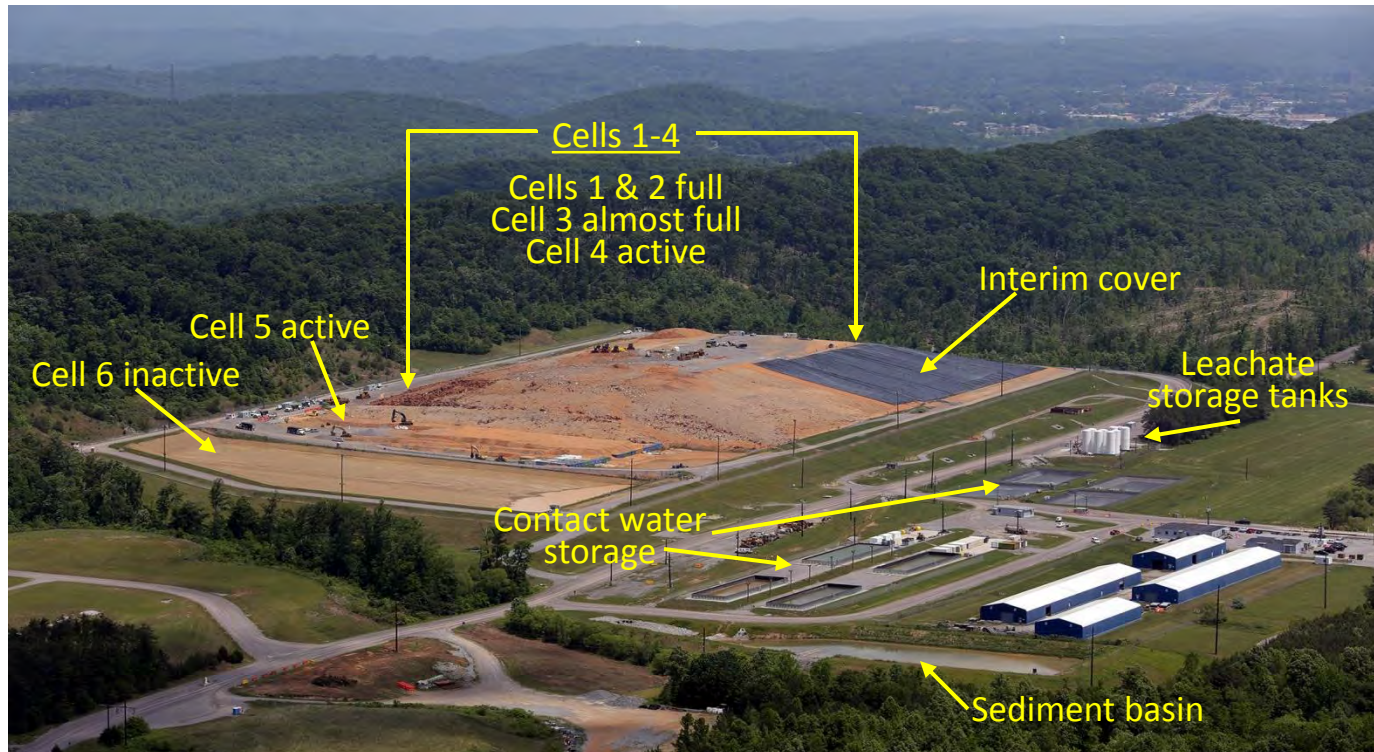 Cells 1-4
Cells 1 & 2 full
Cell 3 almost full
Cell 4 active
Interim cover
Cell 5 active
Cell 6 inactive
Leachate
storage tanks
Contact water
storage
Sediment basin